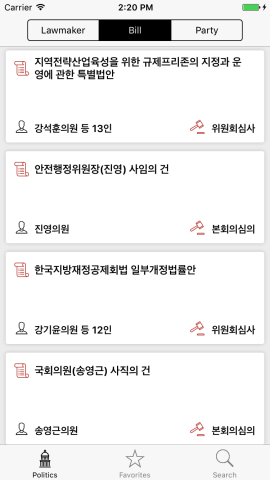 Carrier 2:20 PM
Lawmaker Bill Party
지역전략산업육성을 위한 규제프리존의 지정과 운
영에 관한 특별법안
강석훈의원 등 13인 위원회심사
안전행정위원장(진영) 사임의 건
진영의원 본회의심의
한국지방재정공제회법 일부개정법률안
강기윤의원 등 12인 위원회심사
국회의원(송영근) 사직의 건
송영근의원 본회의심의
Politics Favorites Search